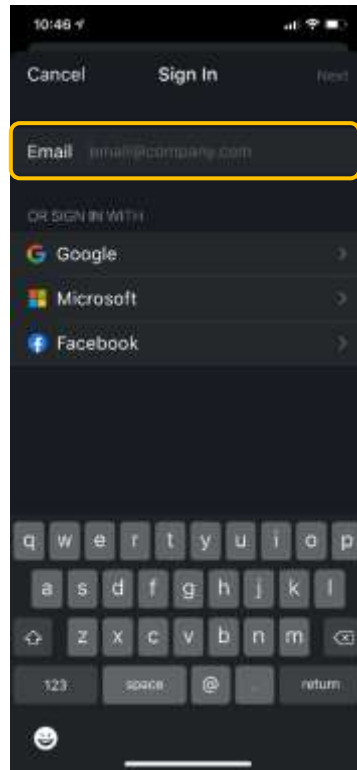 10:46
Cancel Sign In Next
Email email@company.com
OR SIGN IN WITH
Google
Microsoft
Facebook
q w e r t y u i o p
a s d f g h j k l
z x c v b n m
123 space @ . return